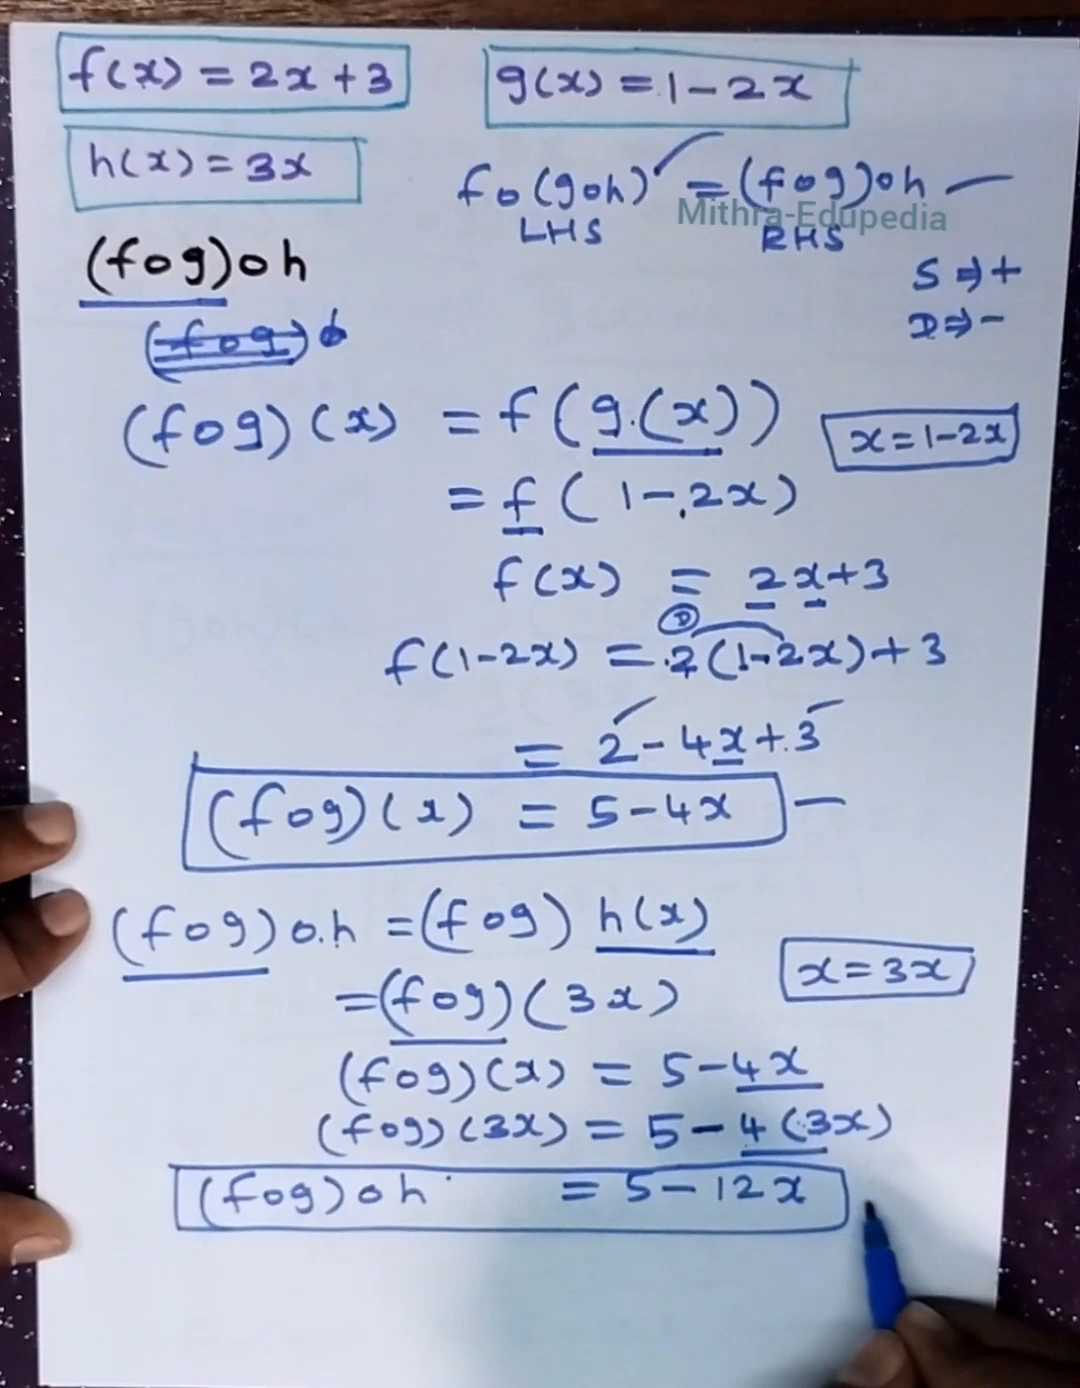 f(x) = 2x + 3
g(x) = 1 - 2x
h(x) = 3x
fo(goh) = (fog)oh
LHS RHS
Mithra-Edupedia
S ⇒ +
D ⇒ -
(fog)oh
(fog)o
(fog)(x) = f(g.(x))
x = 1-2x
= f(1-2x)
f(x) = 2x+3
D
f(1-2x) = 2(1-2x)+3
= 2-4x+3
(fog)(x) = 5-4x
(fog)o.h = (fog) h(x)
x = 3x
= (fog)(3x)
(fog)(x) = 5-4x
(fog)(3x) = 5-4(3x)
(fog)oh = 5-12x